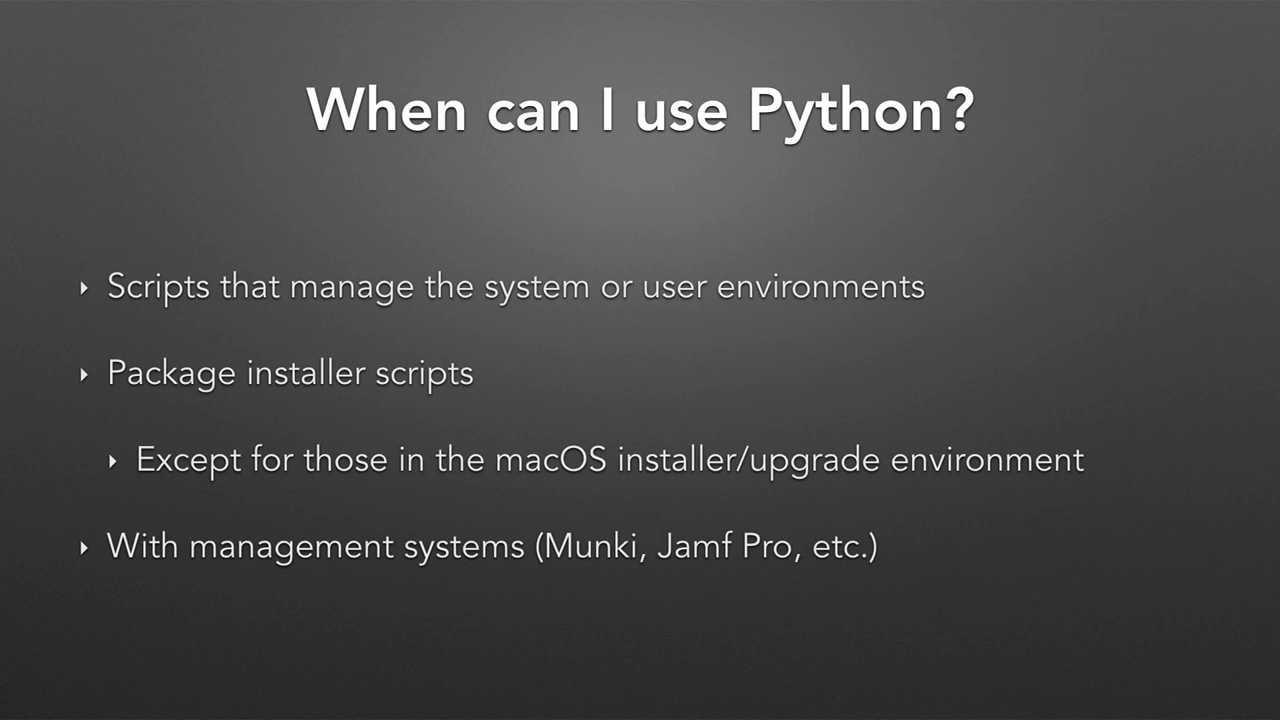 When can I use Python?
‣ Scripts that manage the system or user environments
‣ Package installer scripts
‣ Except for those in the macOS installer/upgrade environment
‣ With management systems (Munki, Jamf Pro, etc.)